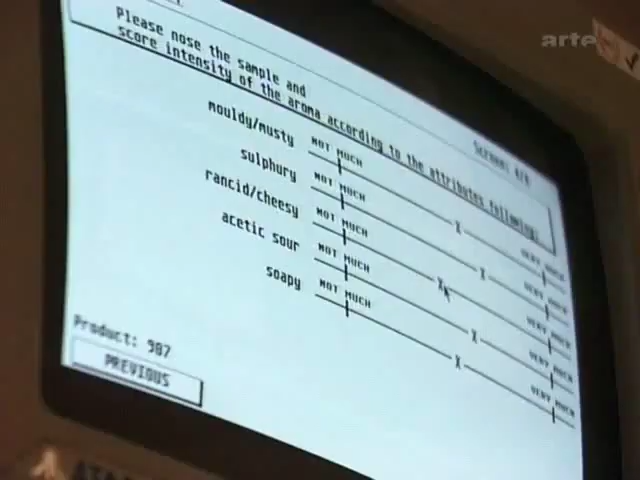 arte
Please nose the sample and
score intensity of the aroma according to the attributes following:
Screen: 4/8
mouldy/musty
NOT MUCH
X
VERY MUCH
sulphury
NOT MUCH
X
VERY MUCH
rancid/cheesy
NOT MUCH
X
VERY MUCH
acetic sour
NOT MUCH
X
VERY MUCH
soapy
NOT MUCH
X
VERY MUCH
Product: 907
PREVIOUS